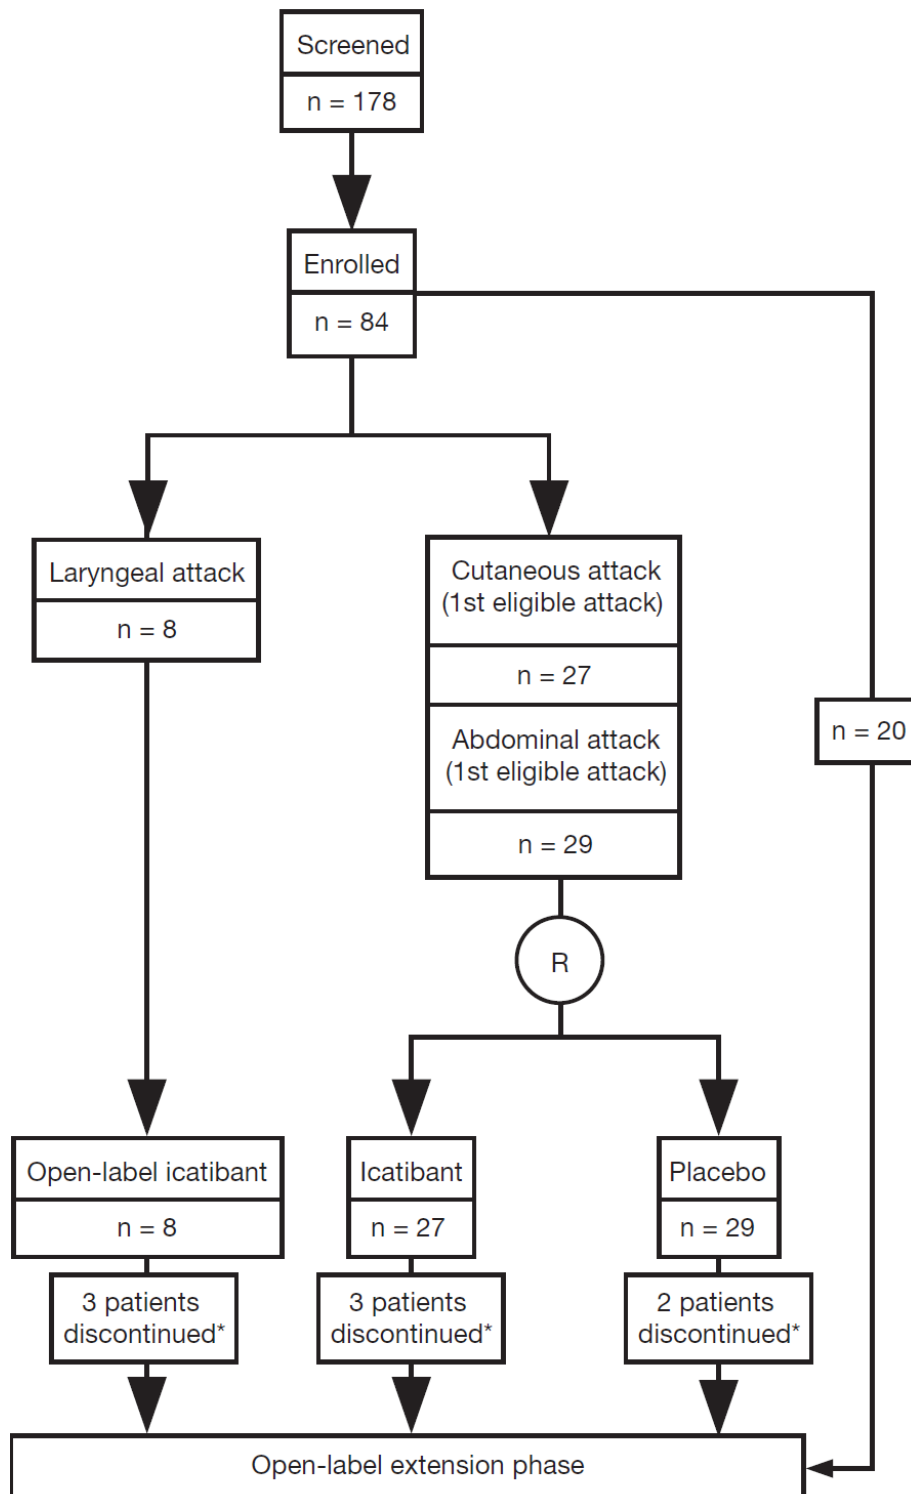 Screened
n = 178
Enrolled
n = 84
Laryngeal attack
n = 8
Cutaneous attack
(1st eligible attack)
n = 27
Abdominal attack
(1st eligible attack)
n = 29
n = 20
R
Open-label icatibant
n = 8
Icatibant
n = 27
Placebo
n = 29
3 patients
discontinued*
3 patients
discontinued*
2 patients
discontinued*
Open-label extension phase